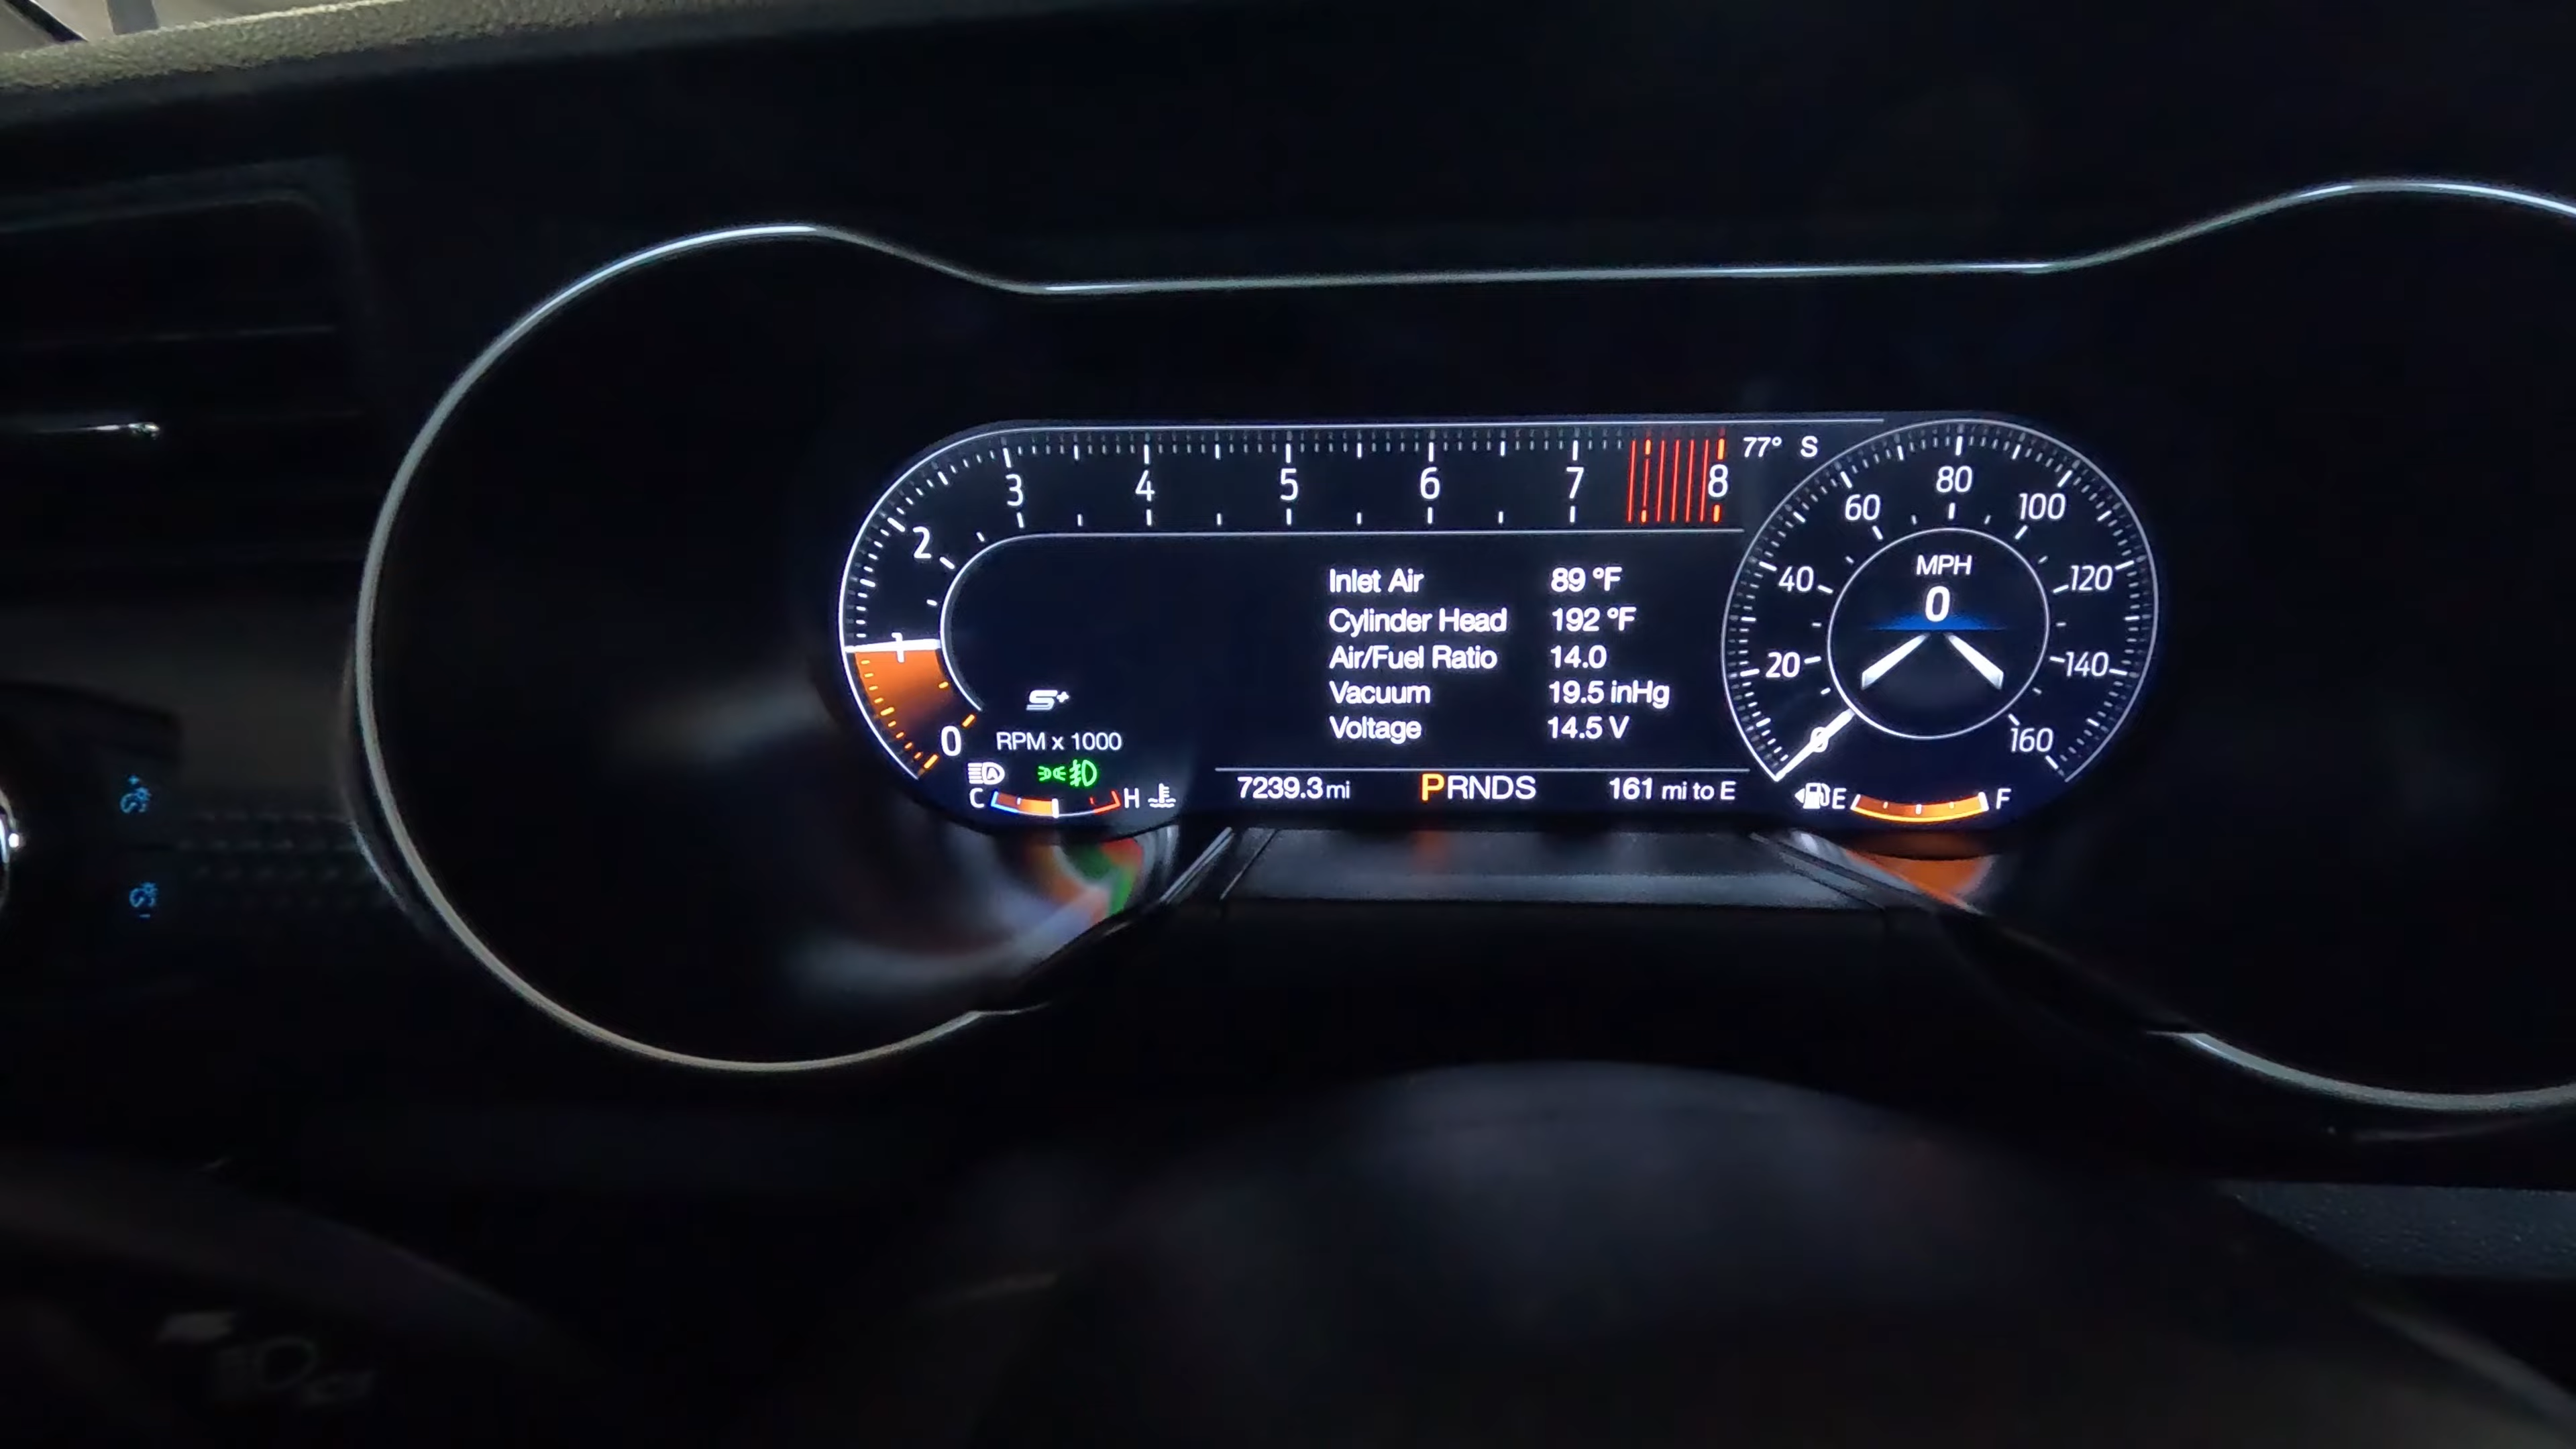 3 4 5 6 7 8 77° S
2
1
0
S+
RPM x 1000
C H
Inlet Air 89 °F
Cylinder Head 192 °F
Air/Fuel Ratio 14.0
Vacuum 19.5 inHg
Voltage 14.5 V
7239.3 mi PRNDS 161 mi to E
0 20 40 60 80 100 120 140 160
MPH
0
E F